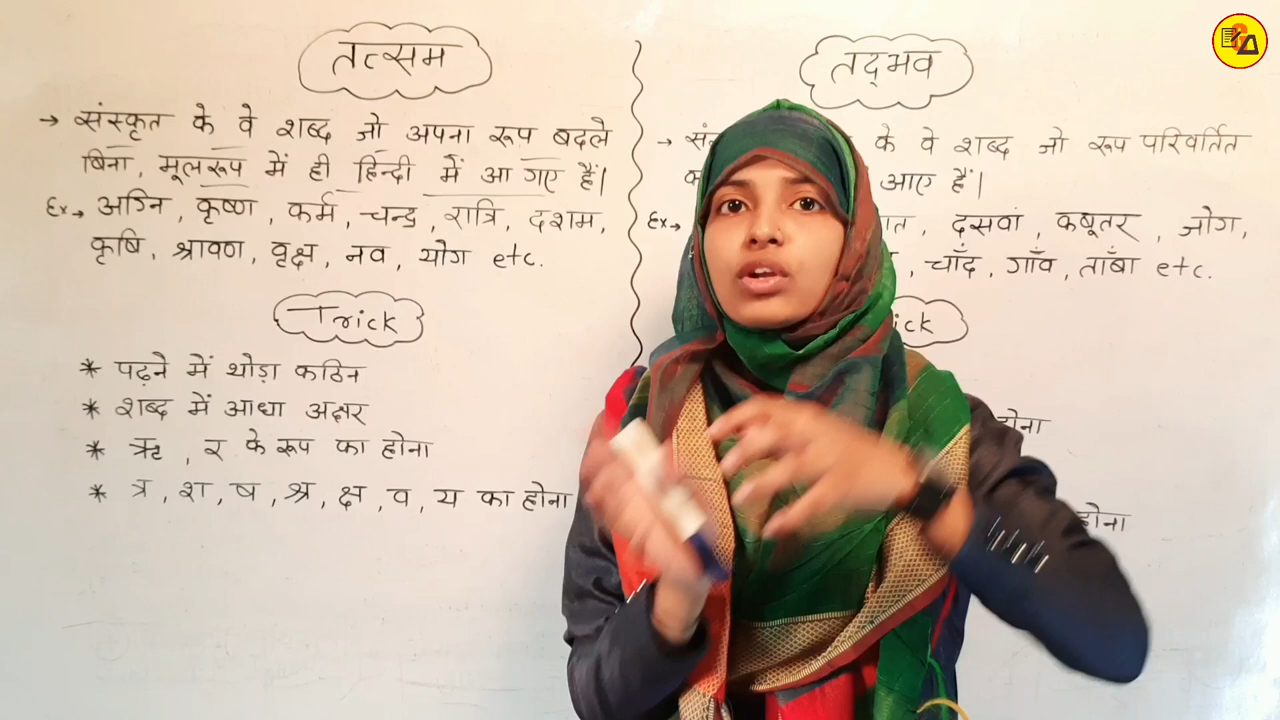 तत्सम
→ संस्कृत के वे शब्द जो अपना रूप बदले
बिना, मूलरूप में ही हिन्दी में आ गए हैं।
Ex→ अग्नि, कृष्ण, कर्म, चन्द्र, रात्रि, दशम,
कृषि, श्रावण, वृक्ष, नव, योग etc.
Trick
* पढ़ने में थोड़ा कठिन
* शब्द में आधा अक्षर
* ऋ, र के रूप का होना
* त्र, श, ष, श्र, क्ष, व, य का होना
तद्भव
→ के वे शब्द जो रूप परिवर्तित
आए हैं।
Ex→ दसवां, कबूतर, जोग,
, चाँद, गाँव, ताँबा etc.
ick
होना
होना